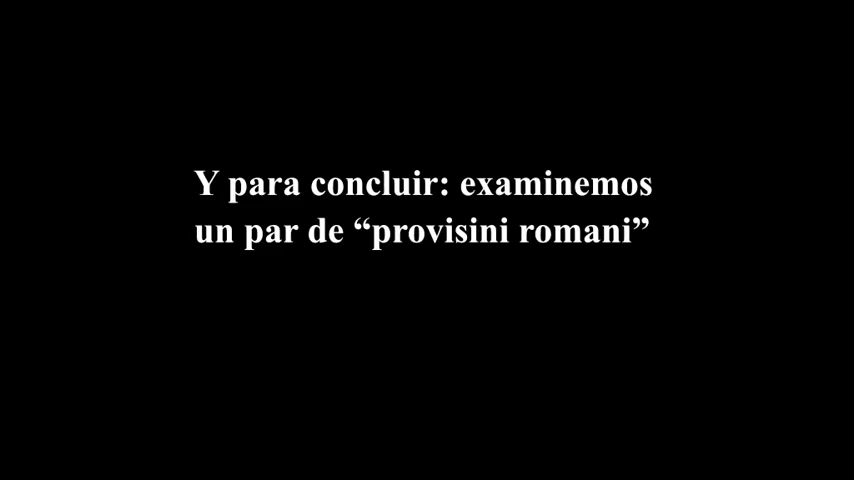 Y para concluir: examinemos
un par de “provisini romani”